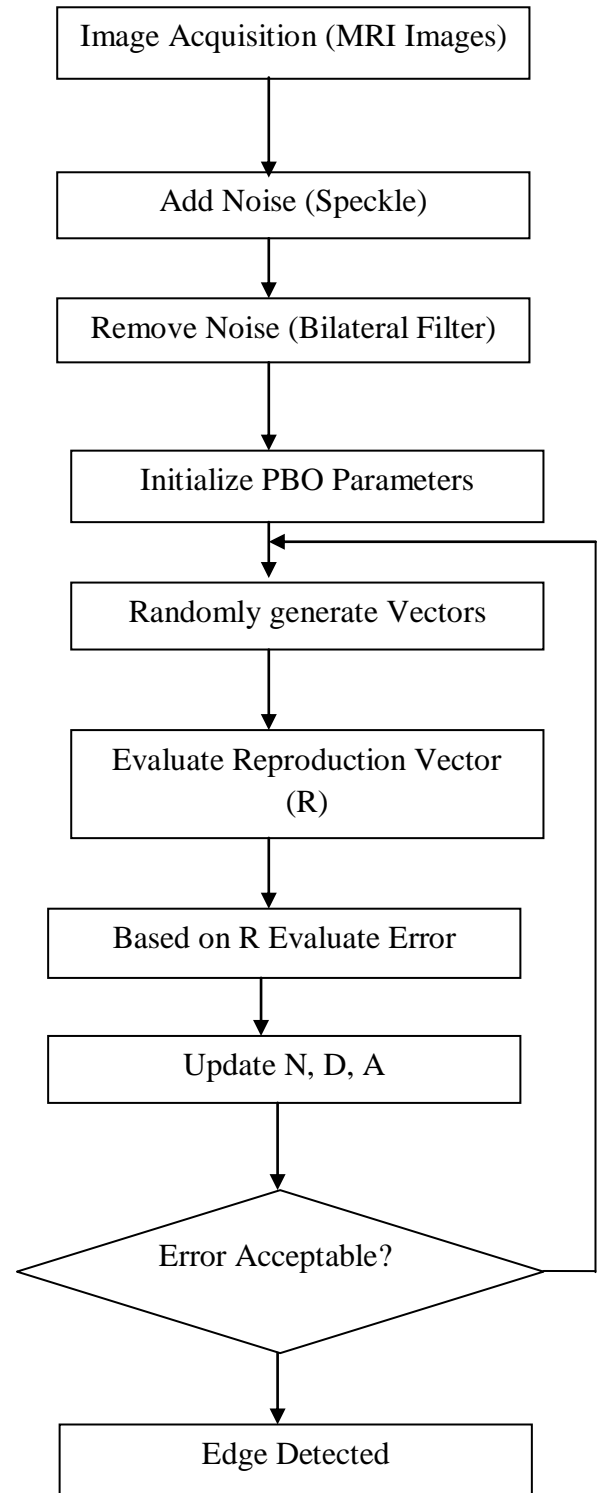 Image Acquisition (MRI Images)
Add Noise (Speckle)
Remove Noise (Bilateral Filter)
Initialize PBO Parameters
Randomly generate Vectors
Evaluate Reproduction Vector
(R)
Based on R Evaluate Error
Update N, D, A
Error Acceptable?
Edge Detected